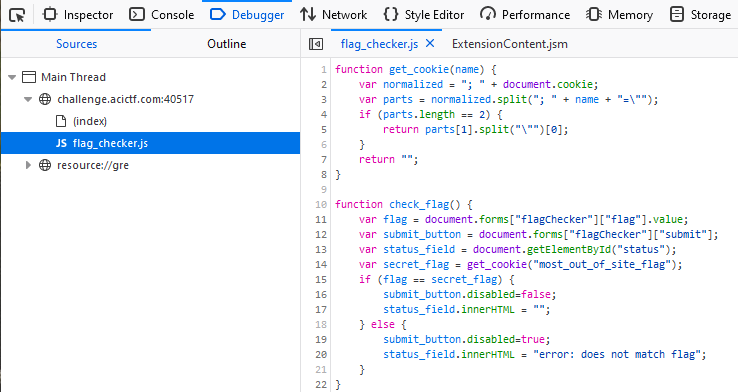 Inspector Console Debugger Network Style Editor Performance Memory Storage
Sources Outline flag_checker.js ExtensionContent.jsm
Main Thread
challenge.acictf.com:40517
(index)
JS flag_checker.js
resource://gre
1 function get_cookie(name) {
2 var normalized = "; " + document.cookie;
3 var parts = normalized.split("; " + name + "=\"");
4 if (parts.length == 2) {
5 return parts[1].split("\"")[0];
6 }
7 return "";
8 }
9
10 function check_flag() {
11 var flag = document.forms["flagChecker"]["flag"].value;
12 var submit_button = document.forms["flagChecker"]["submit"];
13 var status_field = document.getElementById("status");
14 var secret_flag = get_cookie("most_out_of_site_flag");
15 if (flag == secret_flag) {
16 submit_button.disabled=false;
17 status_field.innerHTML = "";
18 } else {
19 submit_button.disabled=true;
20 status_field.innerHTML = "error: does not match flag";
21 }
22 }